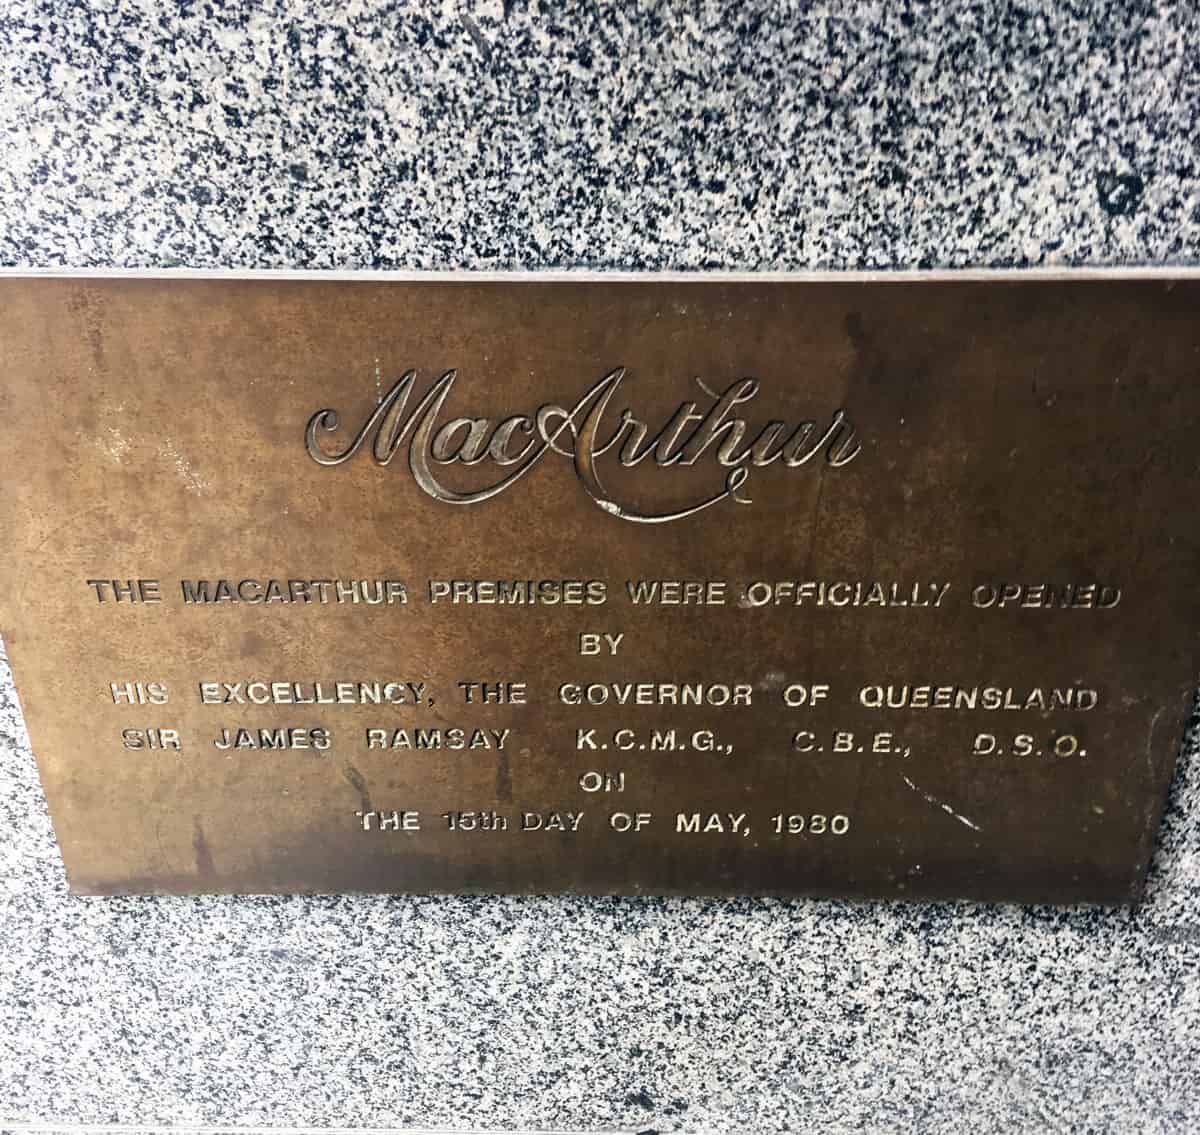 MacArthur
THE MACARTHUR PREMISES WERE OFFICIALLY OPENED
BY
HIS EXCELLENCY, THE GOVERNOR OF QUEENSLAND
SIR JAMES RAMSAY K.C.M.G., C.B.E., D.S.O.
ON
THE 15th DAY OF MAY, 1980